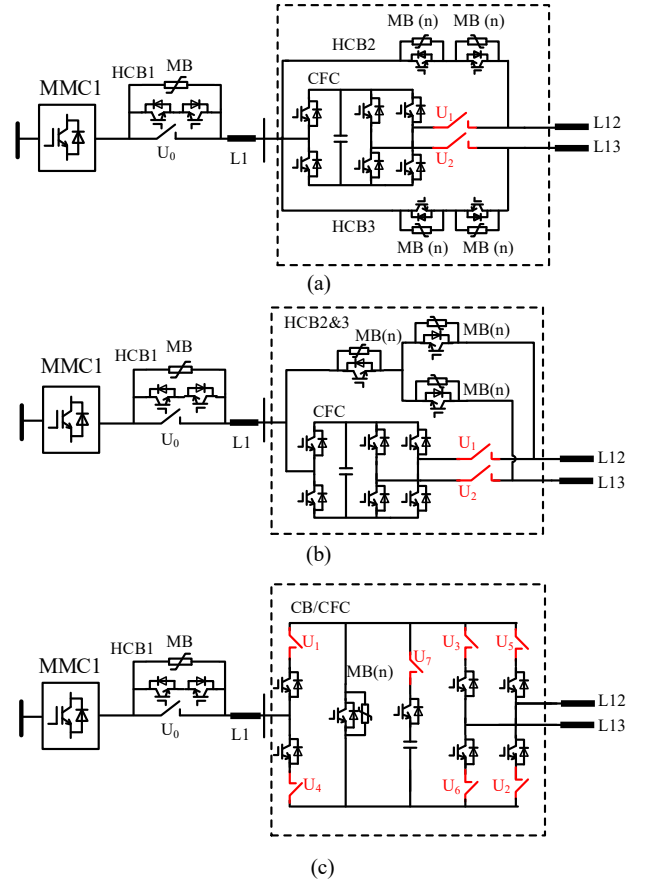 MB (n) MB (n)
HCB2
HCB1 MB
CFC
MMC1
U1
L12
U0
L1
U2
L13
HCB3
MB (n) MB (n)
(a)
HCB2&3
MB(n)
HCB1 MB
MB(n)
MMC1
MB(n)
CFC
U1
U0
L1
L12
U2
L13
(b)
CB/CFC
HCB1 MB
U1
U7
U3
U5
MMC1
MB(n)
L12
U0
L1
L13
U4
U6
U2
(c)